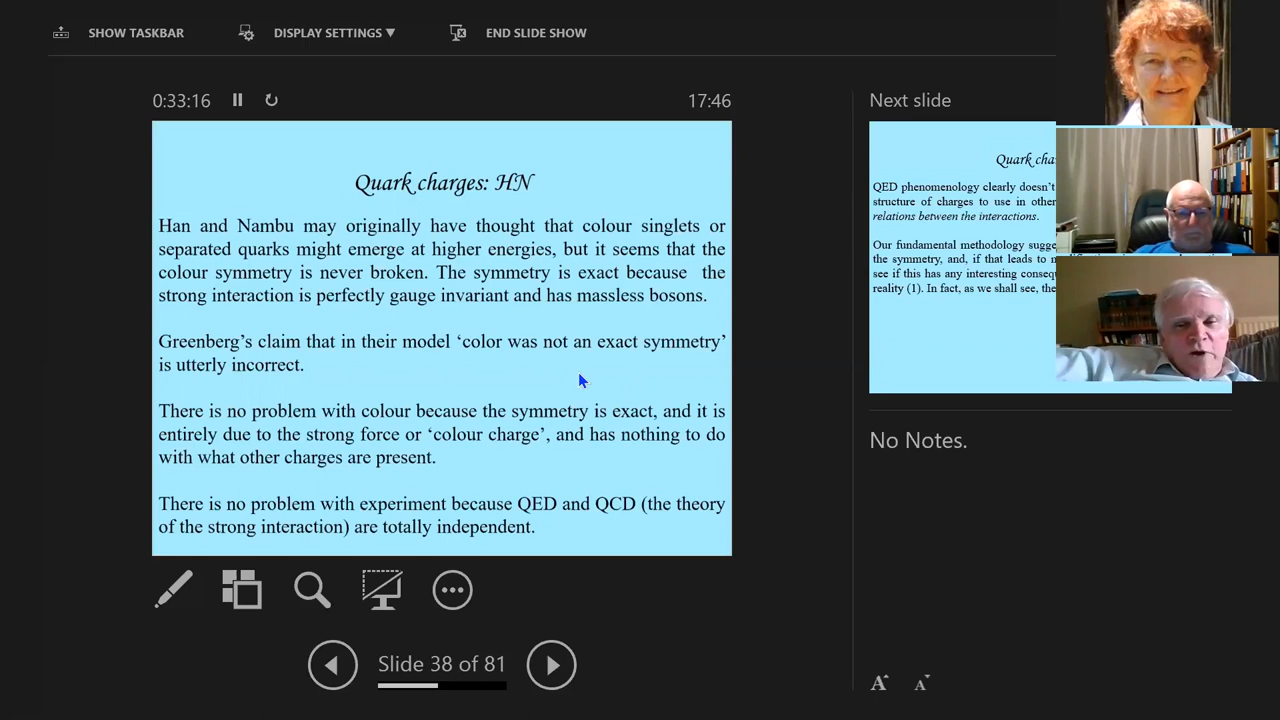 SHOW TASKBAR
DISPLAY SETTINGS ▼
END SLIDE SHOW
0:33:16
17:46
Quark charges: HN
Han and Nambu may originally have thought that colour singlets or
separated quarks might emerge at higher energies, but it seems that the
colour symmetry is never broken. The symmetry is exact because the
strong interaction is perfectly gauge invariant and has massless bosons.
Greenberg’s claim that in their model ‘color was not an exact symmetry’
is utterly incorrect.
There is no problem with colour because the symmetry is exact, and it is
entirely due to the strong force or ‘colour charge’, and has nothing to do
with what other charges are present.
There is no problem with experiment because QED and QCD (the theory
of the strong interaction) are totally independent.
Slide 38 of 81
Next slide
Quark
QED phenomenology clearly doesn’t
structure of charges to use in other
relations between the interactions.
Our fundamental methodology
the symmetry, and, if that leads to
see if this has any interesting
reality (1). In fact, as we shall see,
No Notes.
A
A